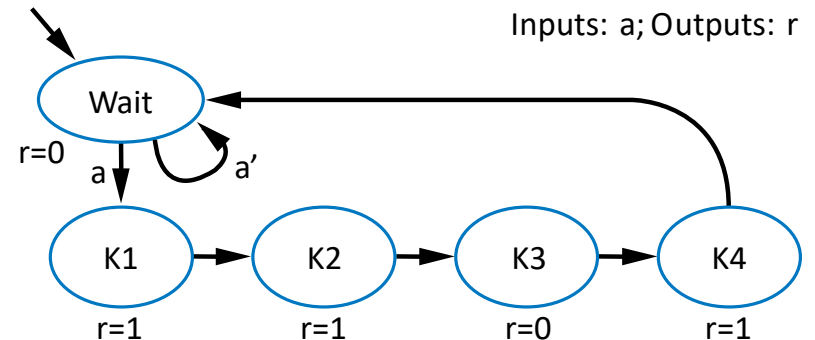 Inputs: a; Outputs: r
Wait
r=0
a
a’
K1
K2
K3
K4
r=1
r=1
r=0
r=1